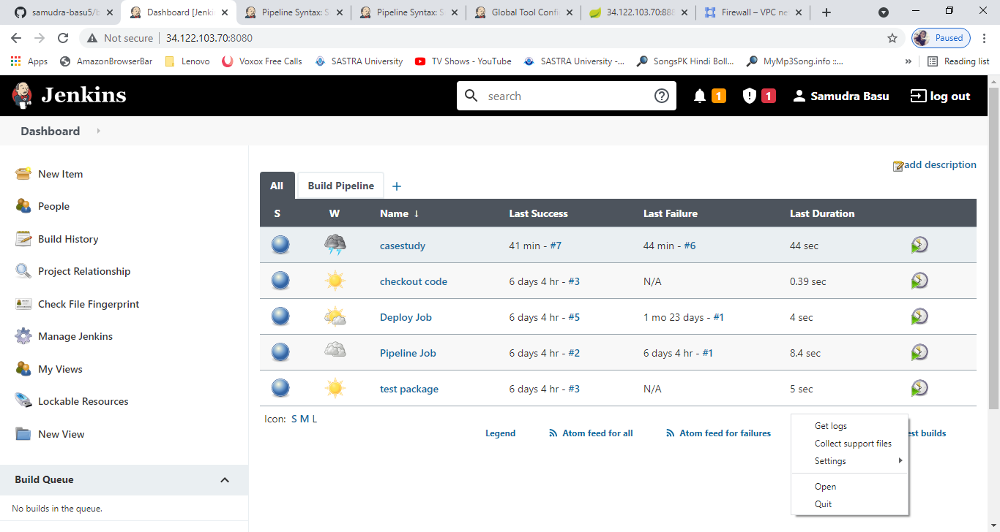 samudra-basu5/b
Dashboard [Jenki
Pipeline Syntax: S
Pipeline Syntax: S
Global Tool Confi
34.122.103.70:888
Firewall – VPC ne
Not secure
34.122.103.70:8080
Paused
Apps
AmazonBrowserBar
Lenovo
Voxox Free Calls
SASTRA University
TV Shows - YouTube
SASTRA University -...
SongsPK Hindi Boll...
MyMp3Song.info ::...
»
Reading list
Jenkins
search
1
1
Samudra Basu
log out
Dashboard
New Item
People
Build History
Project Relationship
Check File Fingerprint
Manage Jenkins
My Views
Lockable Resources
New View
Build Queue
No builds in the queue.
add description
All
Build Pipeline
+
S W Name ↓ Last Success Last Failure Last Duration
casestudy 41 min - #7 44 min - #6 44 sec
checkout code 6 days 4 hr - #3 N/A 0.39 sec
Deploy Job 6 days 4 hr - #5 1 mo 23 days - #1 4 sec
Pipeline Job 6 days 4 hr - #2 6 days 4 hr - #1 8.4 sec
test package 6 days 4 hr - #3 N/A 5 sec
Icon: S M L
Legend
Atom feed for all
Atom feed for failures
est builds
Get logs
Collect support files
Settings
Open
Quit